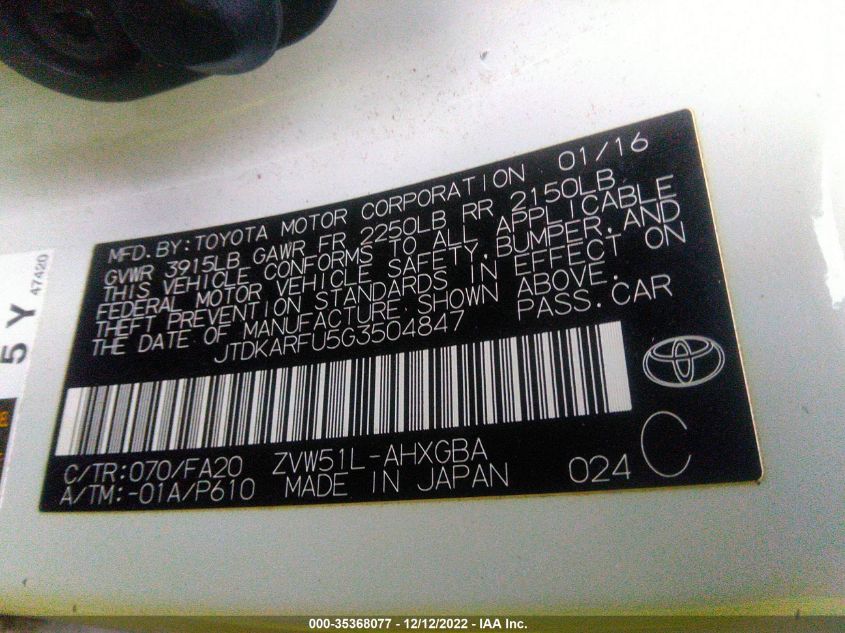 MFD.BY:TOYOTA MOTOR CORPORATION 01/16
GVWR 3915LB GAWR FR 2250LB RR 2150LB
THIS VEHICLE CONFORMS TO ALL APPLICABLE
FEDERAL MOTOR VEHICLE SAFETY, BUMPER, AND
THEFT PREVENTION STANDARDS IN EFFECT ON
THE DATE OF MANUFACTURE SHOWN ABOVE.
JTDKARFU5G3504847 PASS.CAR
C/TR:070/FA20 ZVW51L-AHXGBA
A/TM:-01A/P610 MADE IN JAPAN 024 C
5 Y
47420
000-35368077 - 12/12/2022 - IAA Inc.